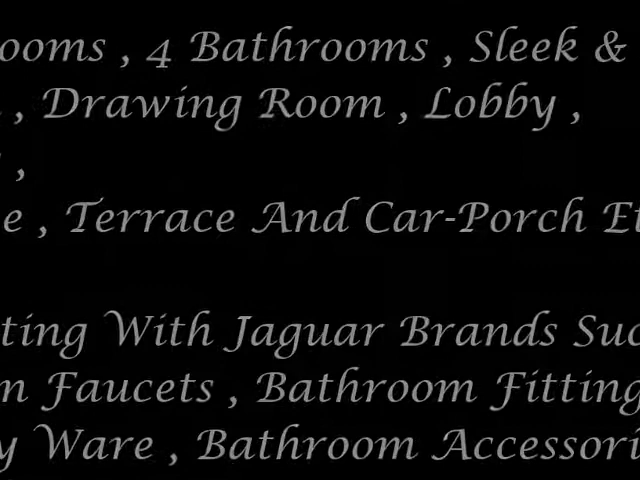 ooms , 4 Bathrooms , Sleek &
, Drawing Room , Lobby ,
,
e , Terrace And Car-Porch Et
ting With Jaguar Brands Suc
n Faucets , Bathroom Fitting
y Ware , Bathroom Accessori